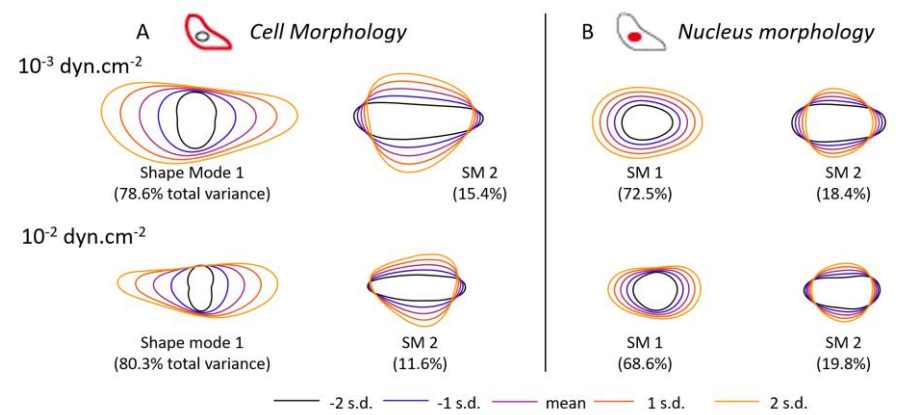 A Cell Morphology
B Nucleus morphology
10⁻³ dyn.cm⁻²
Shape Mode 1
(78.6% total variance)
SM 2
(15.4%)
SM 1
(72.5%)
SM 2
(18.4%)
10⁻² dyn.cm⁻²
Shape mode 1
(80.3% total variance)
SM 2
(11.6%)
SM 1
(68.6%)
SM 2
(19.8%)
-2 s.d. -1 s.d. mean 1 s.d. 2 s.d.